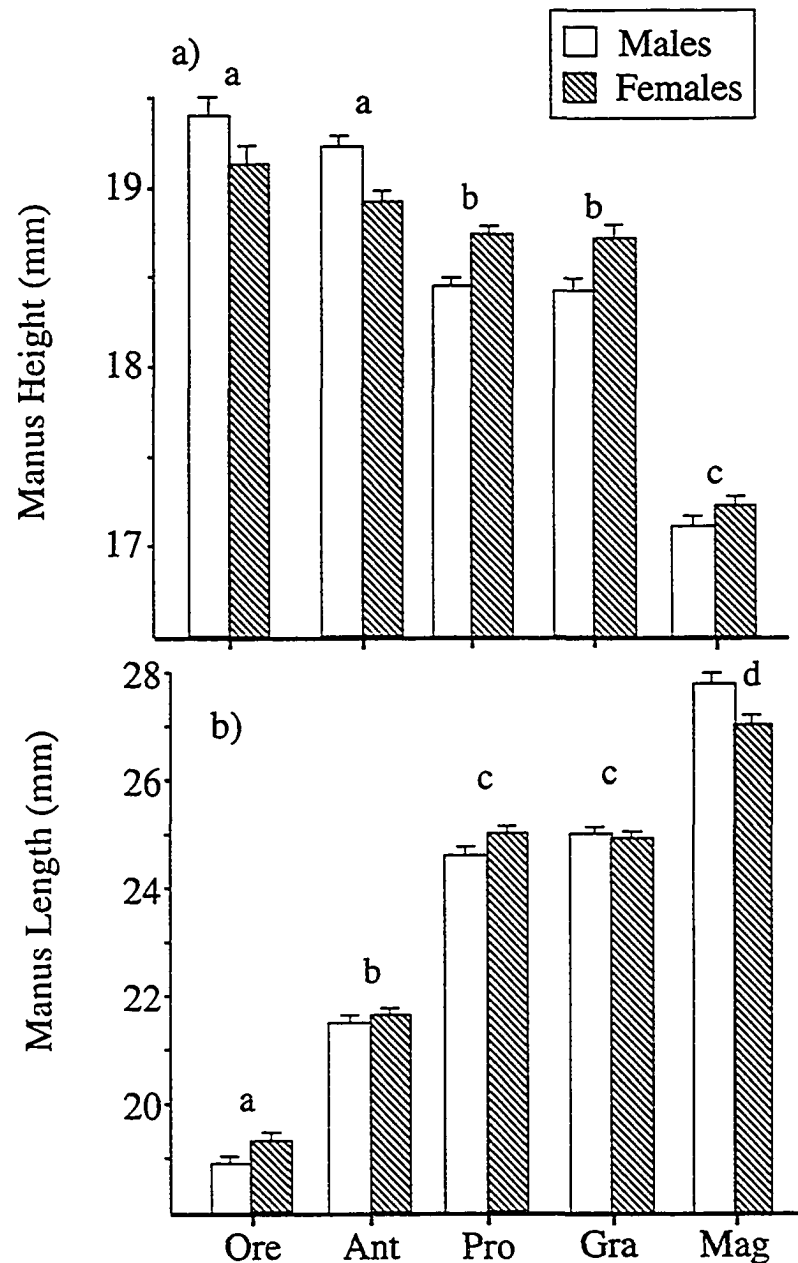 Males
Females
a)
a
a
b
b
c
19
18
17
Manus Height (mm)
b)
a
b
c
c
d
28
26
24
22
20
Manus Length (mm)
Ore Ant Pro Gra Mag